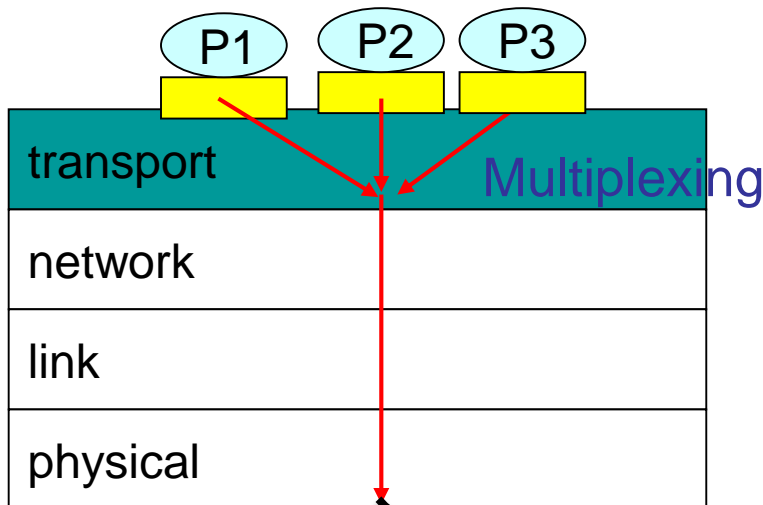 P1 P2 P3
transport
Multiplexing
network
link
physical